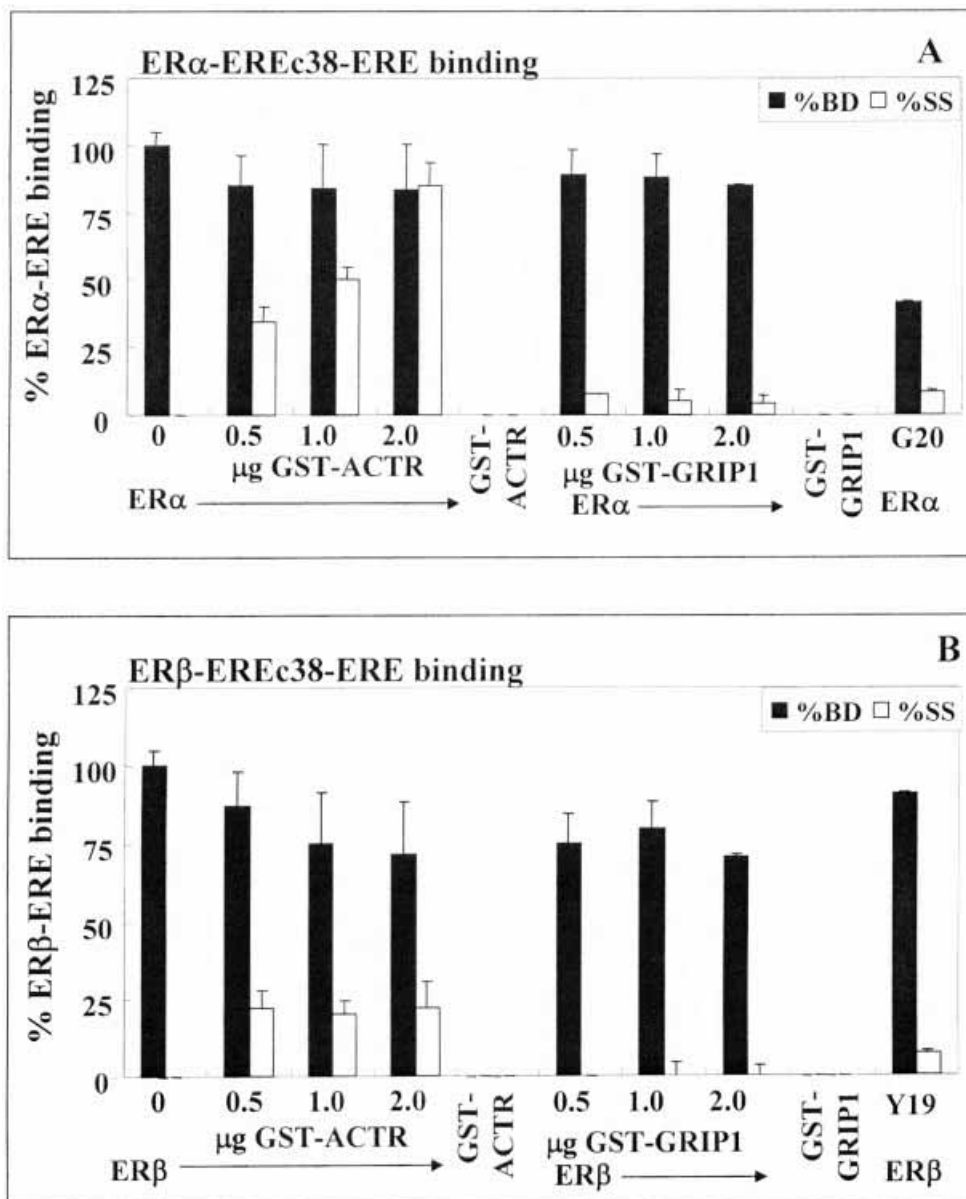 A
ERα-EREc38-ERE binding
■ %BD □ %SS
% ERα-ERE binding
125
100
75
50
25
0
0 0.5 1.0 2.0 GST-ACTR 0.5 1.0 2.0 GST-GRIP1 G20
μg GST-ACTR μg GST-GRIP1
ERα ERα ERα
B
ERβ-EREc38-ERE binding
■ %BD □ %SS
% ERβ-ERE binding
125
100
75
50
25
0
0 0.5 1.0 2.0 GST-ACTR 0.5 1.0 2.0 GST-GRIP1 Y19
μg GST-ACTR μg GST-GRIP1
ERβ ERβ ERβ